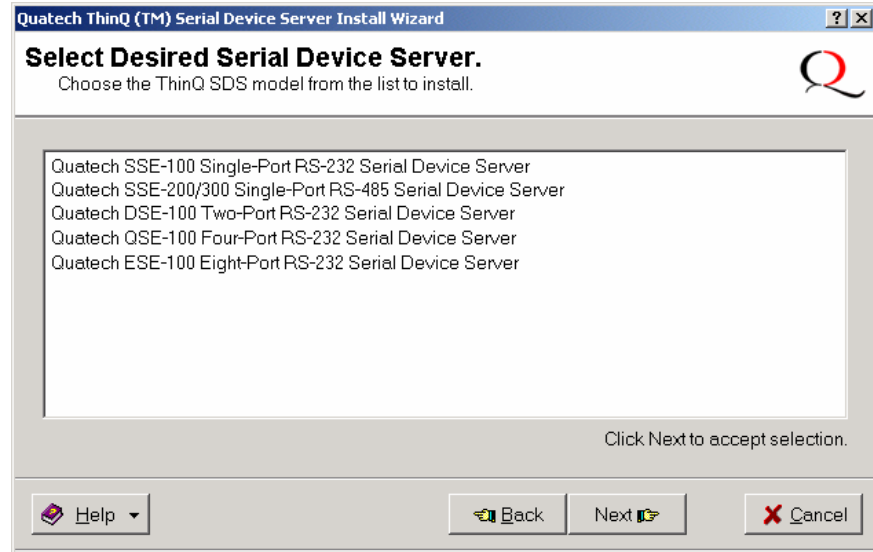 Quatech ThinQ (TM) Serial Device Server Install Wizard
Select Desired Serial Device Server.
Choose the ThinQ SDS model from the list to install.
Quatech SSE-100 Single-Port RS-232 Serial Device Server
Quatech SSE-200/300 Single-Port RS-485 Serial Device Server
Quatech DSE-100 Two-Port RS-232 Serial Device Server
Quatech QSE-100 Four-Port RS-232 Serial Device Server
Quatech ESE-100 Eight-Port RS-232 Serial Device Server
Click Next to accept selection.
Help
Back
Next
Cancel